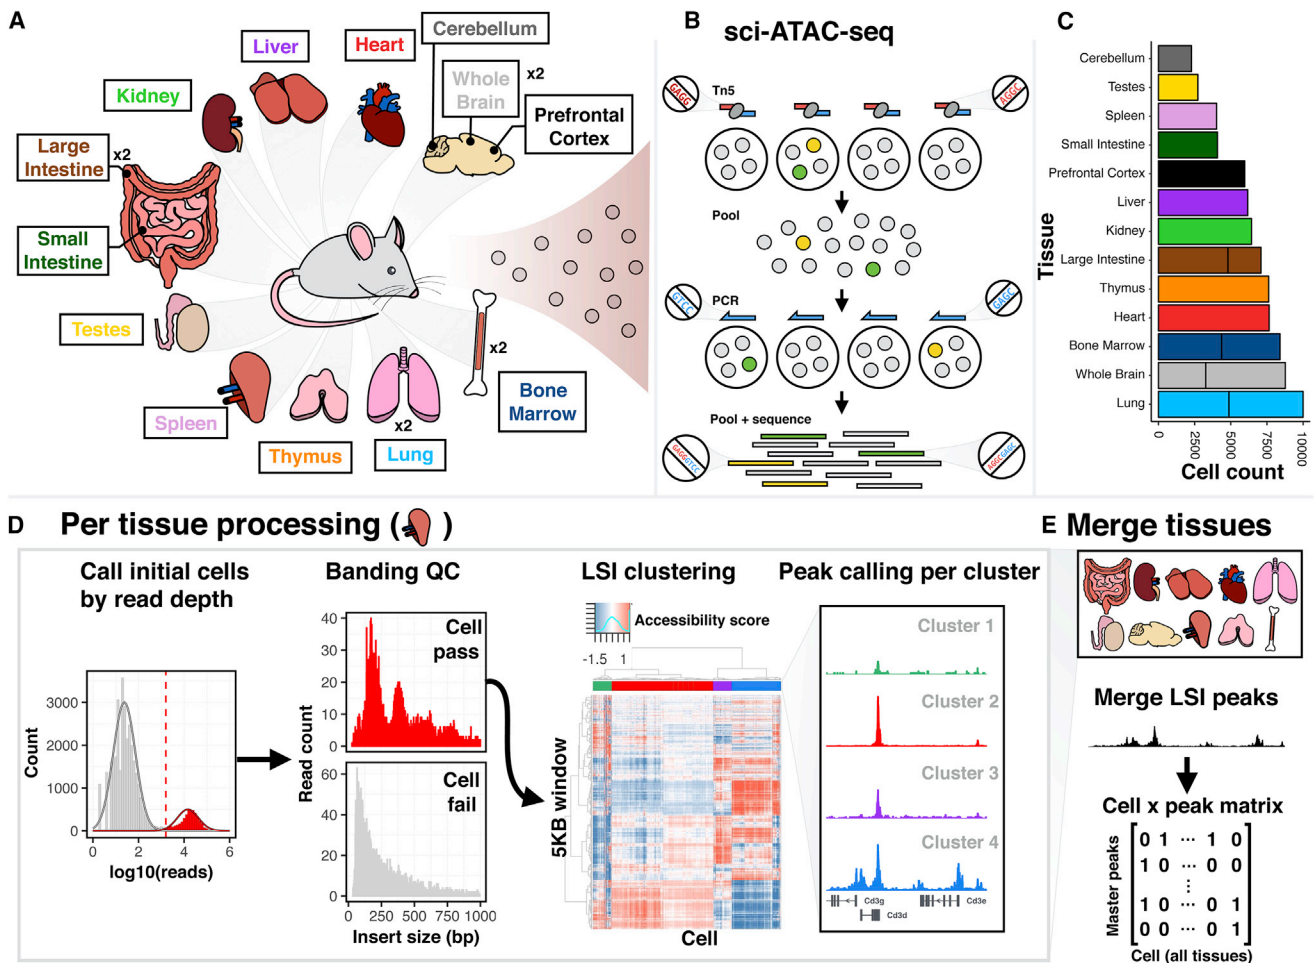 A
Liver
Heart
Cerebellum
Whole
Brain
x2
Prefrontal
Cortex
Kidney
Large
Intestine
x2
Small
Intestine
Testes
Spleen
Thymus
x2
Lung
x2
Bone
Marrow
B
sci-ATAC-seq
GAGG
Tn5
AGGC
Pool
GTCC
PCR
GAGC
Pool + sequence
GAGGGTCC
AGGCGAGC
C
Tissue
Cerebellum
Testes
Spleen
Small Intestine
Prefrontal Cortex
Liver
Kidney
Large Intestine
Thymus
Heart
Bone Marrow
Whole Brain
Lung
0
2500
5000
7500
10000
Cell count
D
Per tissue processing ( )
Call initial cells
by read depth
Count
3000
2000
1000
0
0 2 4 6
log10(reads)
Banding QC
Read count
40
30
20
10
0
Cell
pass
60
40
20
0
Cell
fail
0 250 500 750 1000
Insert size (bp)
LSI clustering
Accessibility score
-1.5 1
5KB window
Cell
Peak calling per cluster
Cluster 1
Cluster 2
Cluster 3
Cluster 4
Cd3g
Cd3d
Cd3e
E
Merge tissues
Merge LSI peaks
Cell x peak matrix
Master peaks
0 1 ··· 1 0
1 0 ··· 0 0
⋮
1 0 ··· 0 1
0 0 ··· 0 1
Cell (all tissues)